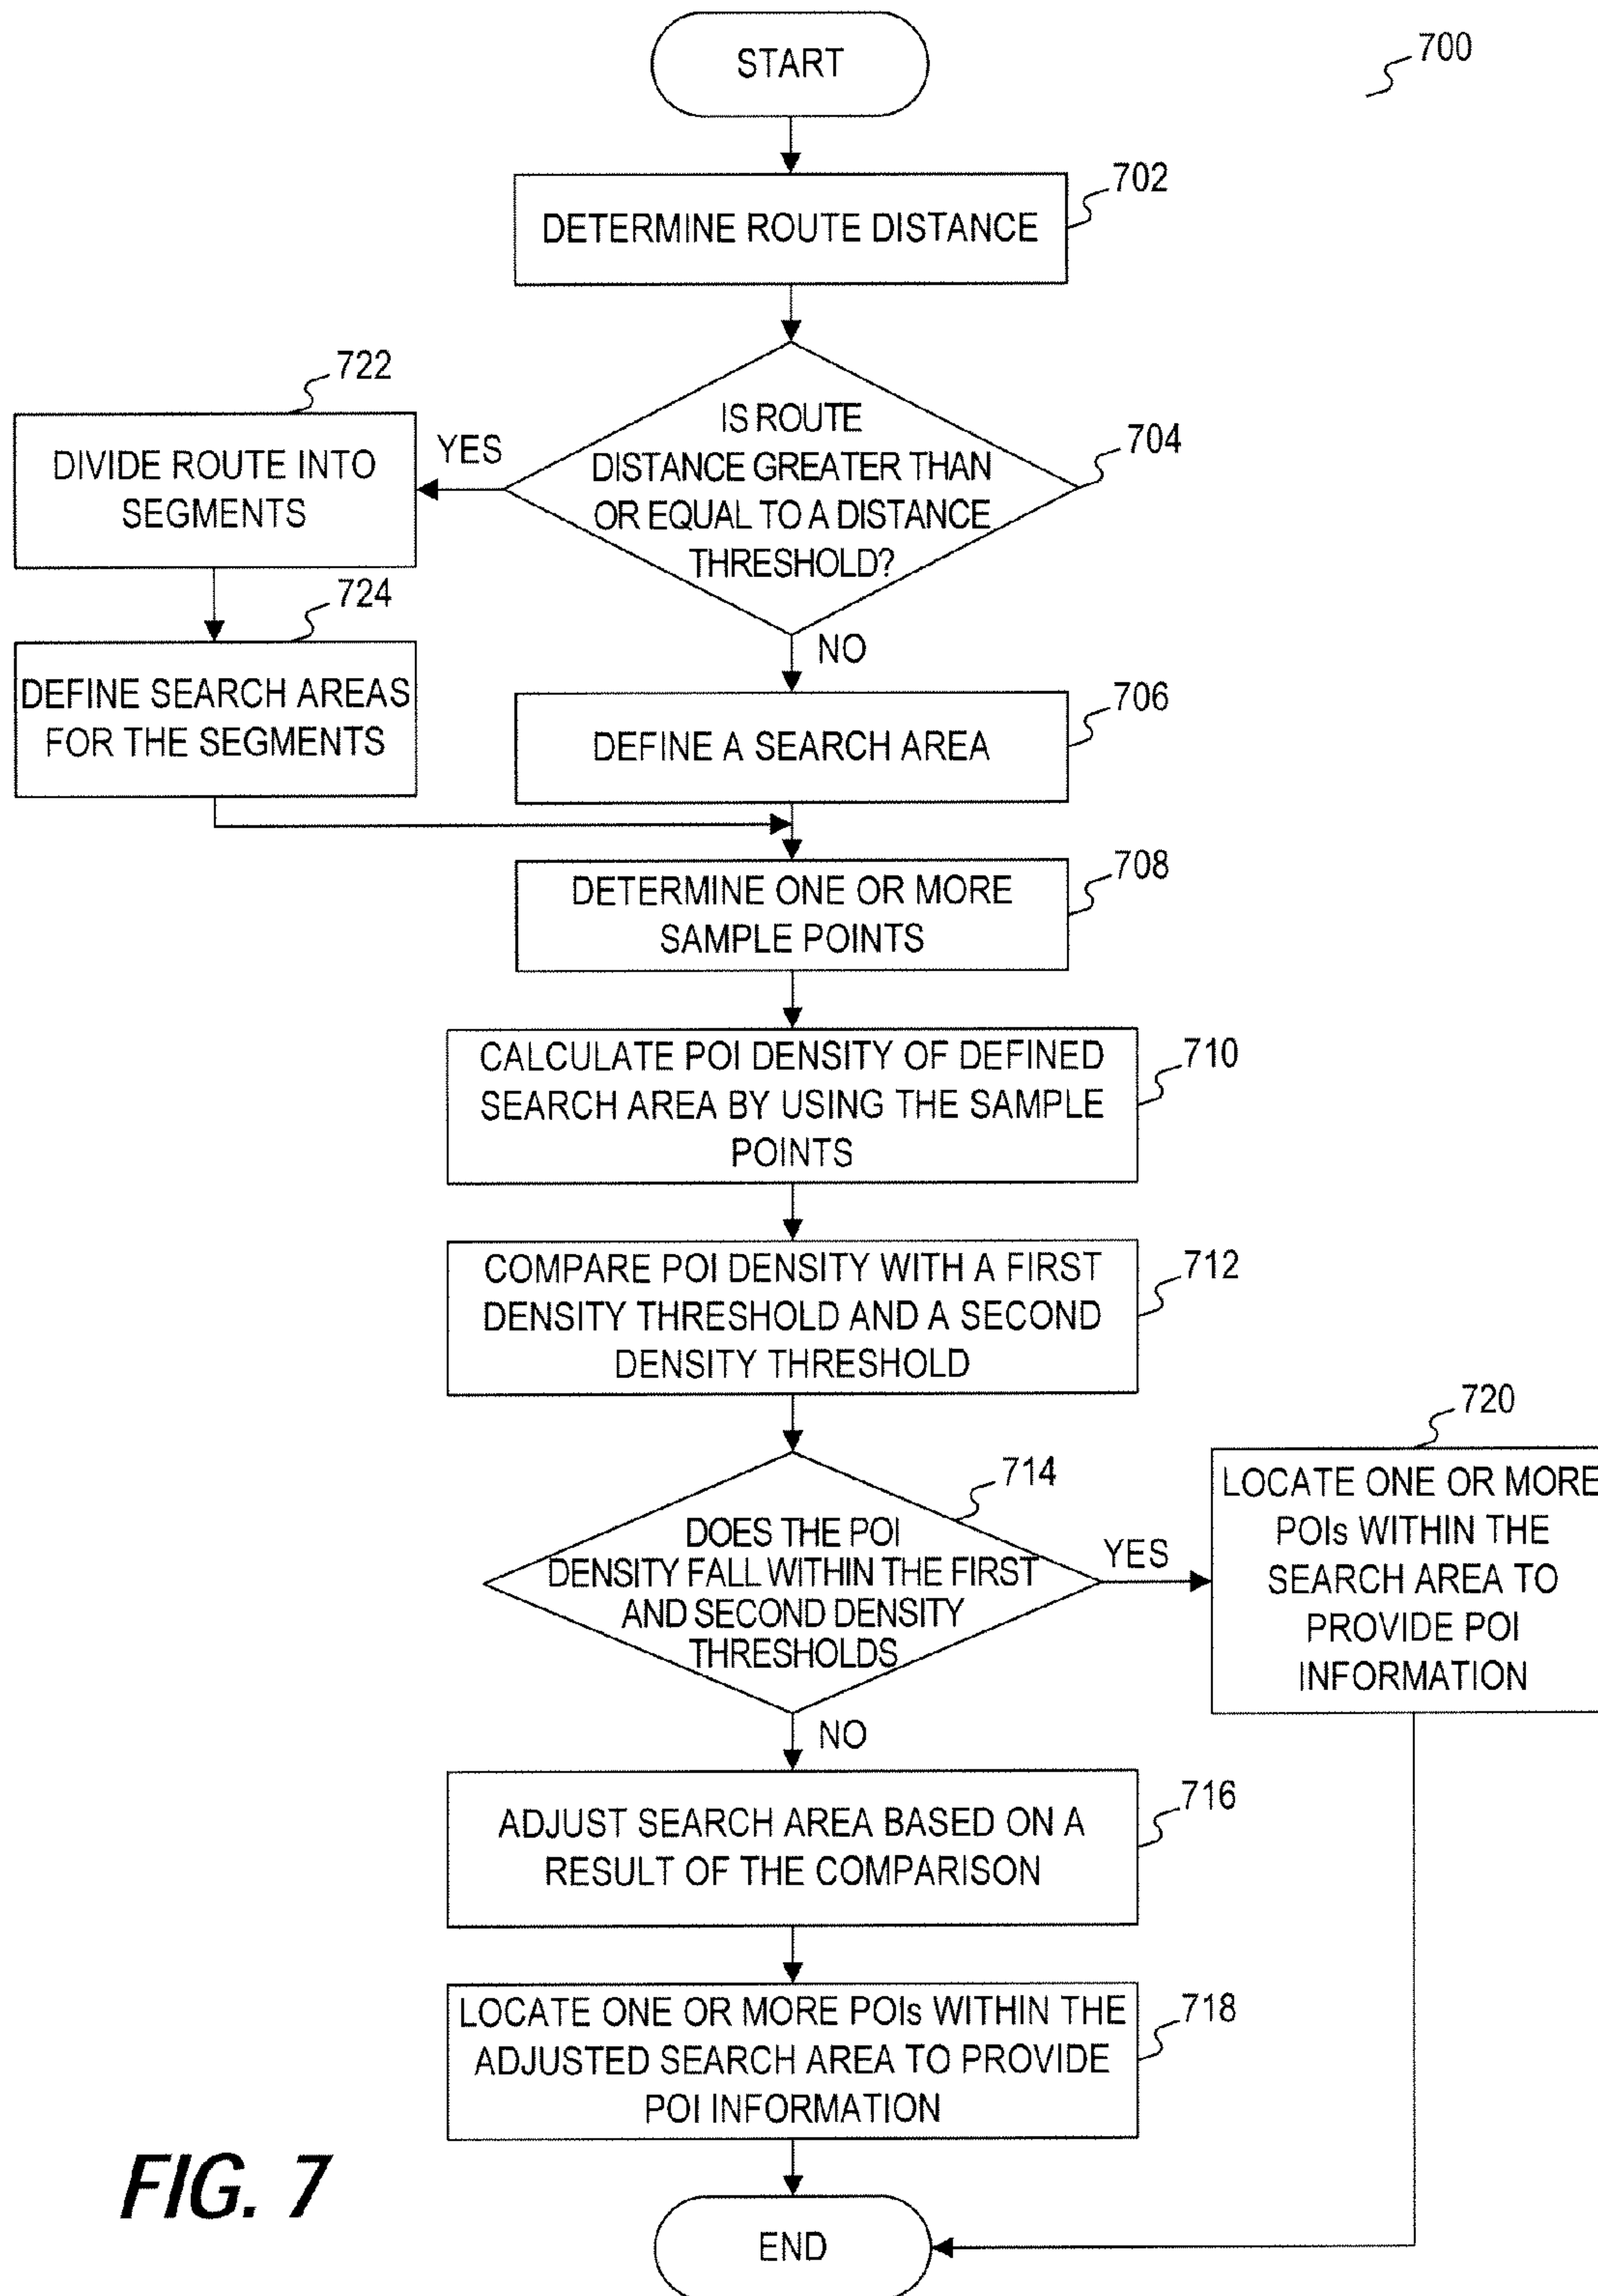 START
700
DETERMINE ROUTE DISTANCE
702
722
DIVIDE ROUTE INTO
SEGMENTS
YES
IS ROUTE
DISTANCE GREATER THAN
OR EQUAL TO A DISTANCE
THRESHOLD?
704
724
DEFINE SEARCH AREAS
FOR THE SEGMENTS
NO
706
DEFINE A SEARCH AREA
708
DETERMINE ONE OR MORE
SAMPLE POINTS
CALCULATE POI DENSITY OF DEFINED
SEARCH AREA BY USING THE SAMPLE
POINTS
710
COMPARE POI DENSITY WITH A FIRST
DENSITY THRESHOLD AND A SECOND
DENSITY THRESHOLD
712
714
DOES THE POI
DENSITY FALL WITHIN THE FIRST
AND SECOND DENSITY
THRESHOLDS
YES
720
LOCATE ONE OR MORE
POIs WITHIN THE
SEARCH AREA TO
PROVIDE POI
INFORMATION
NO
ADJUST SEARCH AREA BASED ON A
RESULT OF THE COMPARISON
716
LOCATE ONE OR MORE POIs WITHIN THE
ADJUSTED SEARCH AREA TO PROVIDE
POI INFORMATION
718
FIG. 7
END